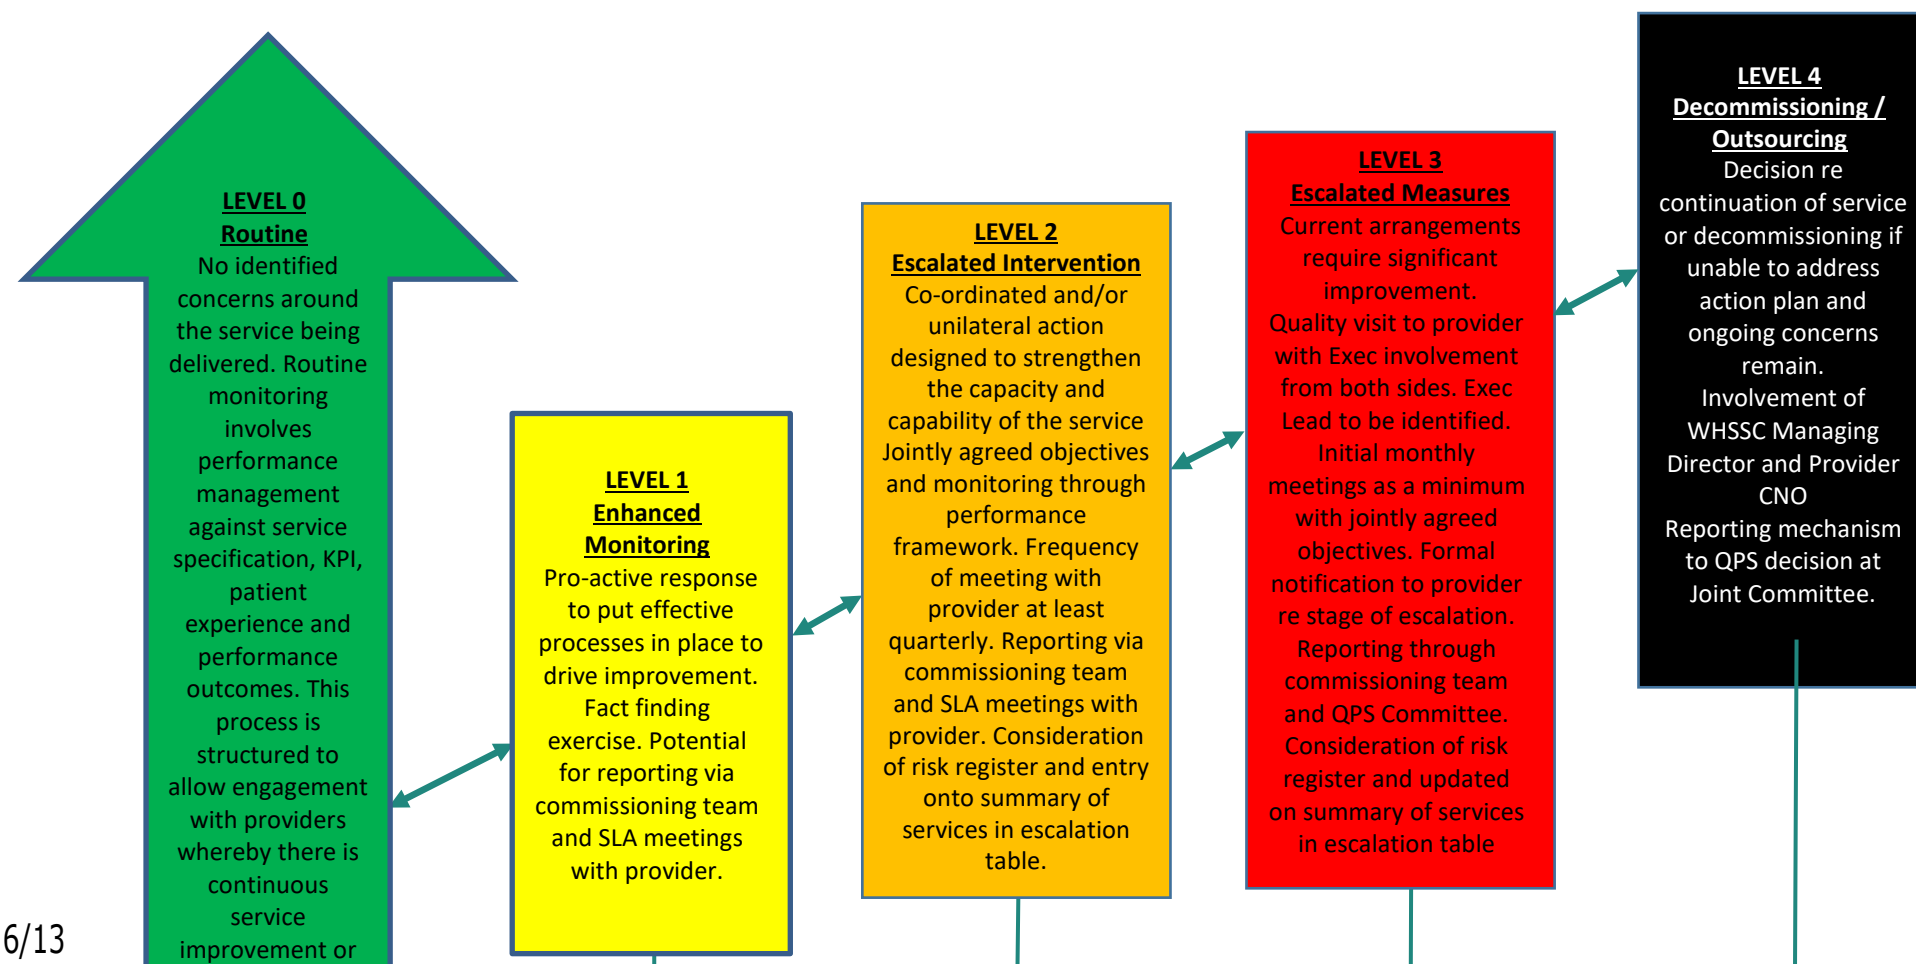 LEVEL 0
Routine
No identified
concerns around
the service being
delivered. Routine
monitoring
involves
performance
management
against service
specification, KPI,
patient
experience and
performance
outcomes. This
process is
structured to
allow engagement
with providers
whereby there is
continuous
service
improvement or
LEVEL 1
Enhanced
Monitoring
Pro-active response
to put effective
processes in place to
drive improvement.
Fact finding
exercise. Potential
for reporting via
commissioning team
and SLA meetings
with provider.
LEVEL 2
Escalated Intervention
Co-ordinated and/or
unilateral action
designed to strengthen
the capacity and
capability of the service
Jointly agreed objectives
and monitoring through
performance
framework. Frequency
of meeting with
provider at least
quarterly. Reporting via
commissioning team
and SLA meetings with
provider. Consideration
of risk register and entry
onto summary of
services in escalation
table.
LEVEL 3
Escalated Measures
Current arrangements
require significant
improvement.
Quality visit to provider
with Exec involvement
from both sides. Exec
Lead to be identified.
Initial monthly
meetings as a minimum
with jointly agreed
objectives. Formal
notification to provider
re stage of escalation.
Reporting through
commissioning team
and QPS Committee.
Consideration of risk
register and updated
on summary of services
in escalation table
LEVEL 4
Decommissioning /
Outsourcing
Decision re
continuation of service
or decommissioning if
unable to address
action plan and
ongoing concerns
remain.
Involvement of
WHSSC Managing
Director and Provider
CNO
Reporting mechanism
to QPS decision at
Joint Committee.
6/13